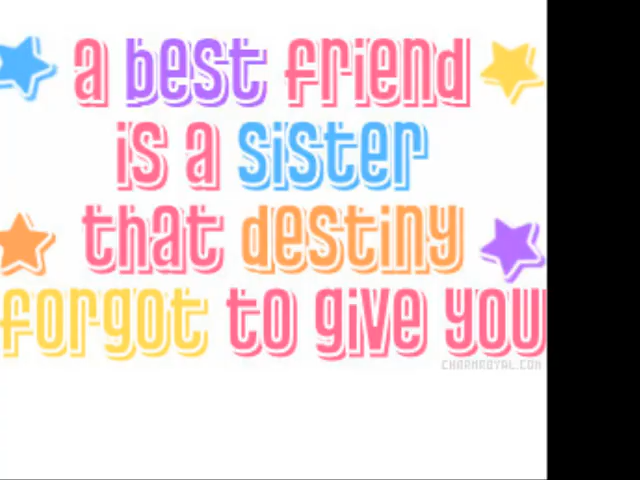 a best friend
is a sister
that destiny
forgot to give you
CHARMROYAL.COM